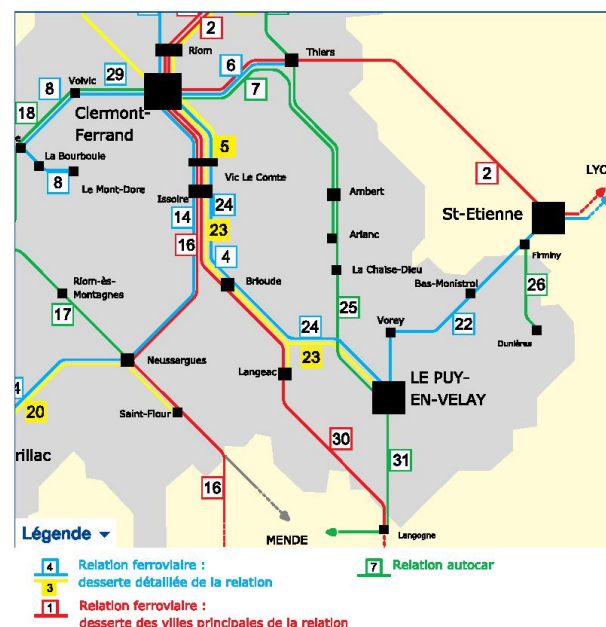 2
Riom
Thiers
29
6
7
Volvic
8
18
Clermont-
Ferrand
5
La Bourboule
8
Le Mont-Dore
Vic Le Comte
Issoire
14
24
16
23
4
2
LYO
Ambert
St-Etienne
Arlanc
La Chaise-Dieu
Firminy
Riom-ès-
Montagnes
17
Brioude
Bas-Monistrol
26
25
24
Vorey
22
Dunières
Neussargues
23
Langeac
LE PUY-
EN-VELAY
4
20
Saint-Flour
rillac
30
31
16
Légende
MENDE
Langogne
4
3
Relation ferroviaire :
desserte détaillée de la relation
7
Relation autocar
1
Relation ferroviaire :
desserte des villes principales de la relation